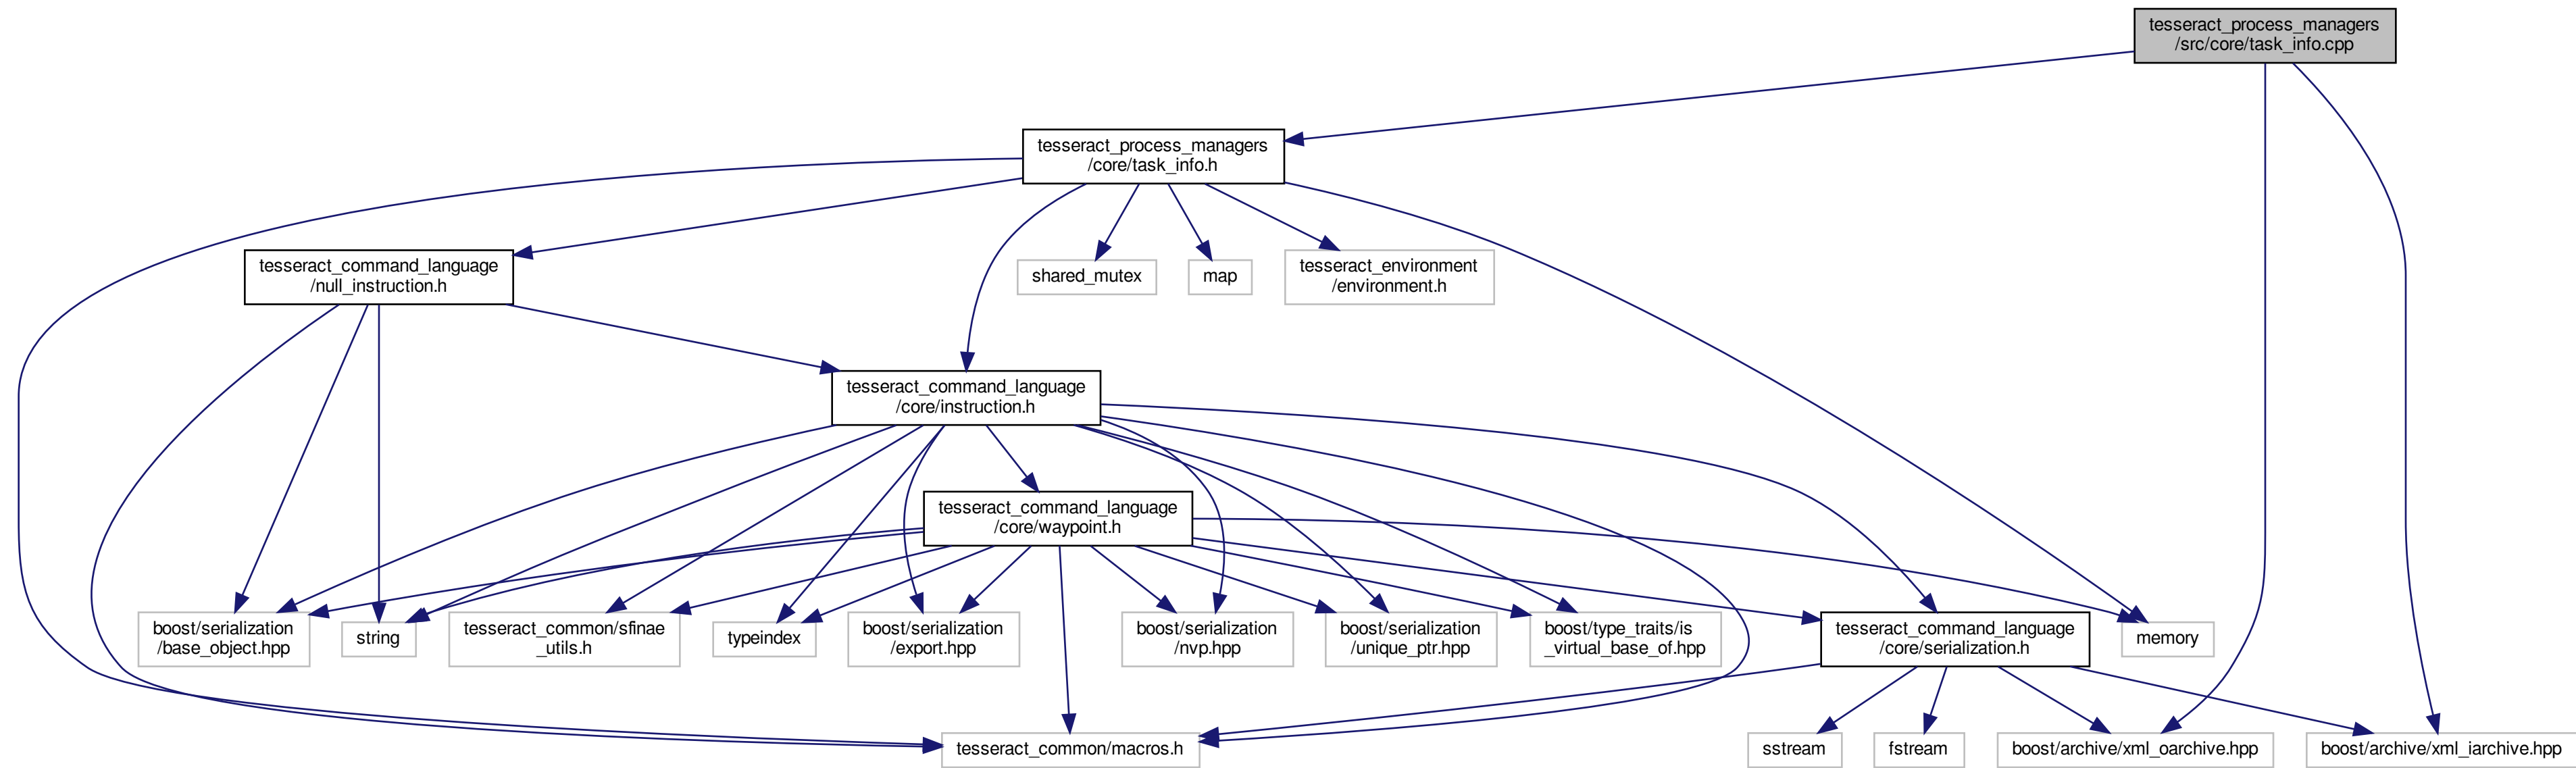 tesseract_process_managers
/src/core/task_info.cpp
tesseract_process_managers
/core/task_info.h
tesseract_command_language
/null_instruction.h
shared_mutex
map
tesseract_environment
/environment.h
tesseract_command_language
/core/instruction.h
tesseract_command_language
/core/waypoint.h
boost/serialization
/base_object.hpp
string
tesseract_common/sfinae
_utils.h
typeindex
boost/serialization
/export.hpp
boost/serialization
/nvp.hpp
boost/serialization
/unique_ptr.hpp
boost/type_traits/is
_virtual_base_of.hpp
tesseract_command_language
/core/serialization.h
memory
tesseract_common/macros.h
sstream
fstream
boost/archive/xml_oarchive.hpp
boost/archive/xml_iarchive.hpp